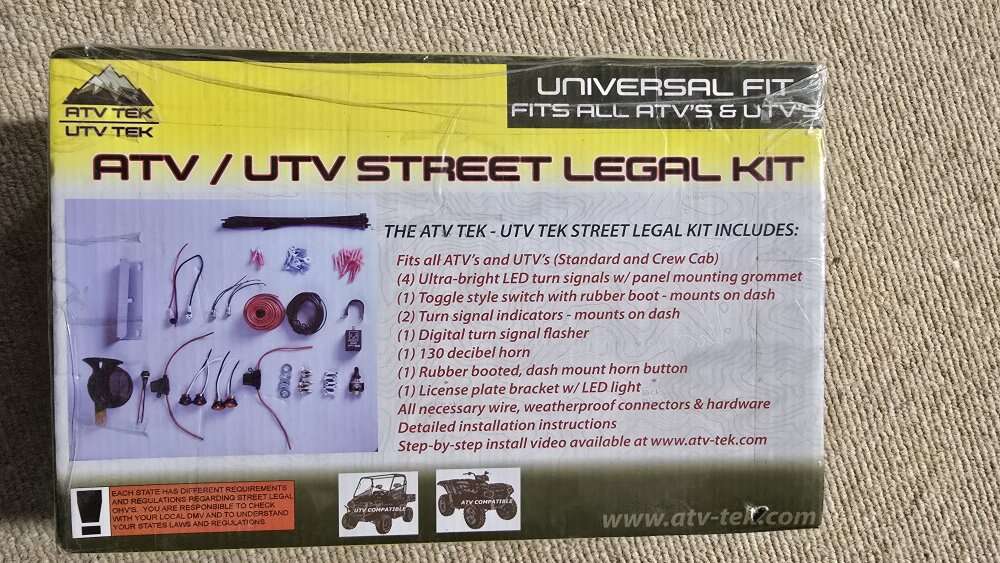 ATV TEK
UTV TEK
UNIVERSAL FIT
FITS ALL ATV'S & UTV'S
ATV / UTV STREET LEGAL KIT
THE ATV TEK - UTV TEK STREET LEGAL KIT INCLUDES:
Fits all ATV's and UTV's (Standard and Crew Cab)
(4) Ultra-bright LED turn signals w/ panel mounting grommet
(1) Toggle style switch with rubber boot - mounts on dash
(2) Turn signal indicators - mounts on dash
(1) Digital turn signal flasher
(1) 130 decibel horn
(1) Rubber booted, dash mount horn button
(1) License plate bracket w/ LED light
All necessary wire, weatherproof connectors & hardware
Detailed installation instructions
Step-by-step install video available at www.atv-tek.com
EACH STATE HAS DIFFERENT REQUIREMENTS
AND REGULATIONS REGARDING STREET LEGAL
OHV'S. YOU ARE RESPONSIBLE TO CHECK
WITH YOUR LOCAL DMV AND TO UNDERSTAND
YOUR STATES LAWS AND REGULATIONS.
UTV COMPATIBLE
ATV COMPATIBLE
www.atv-tek.com